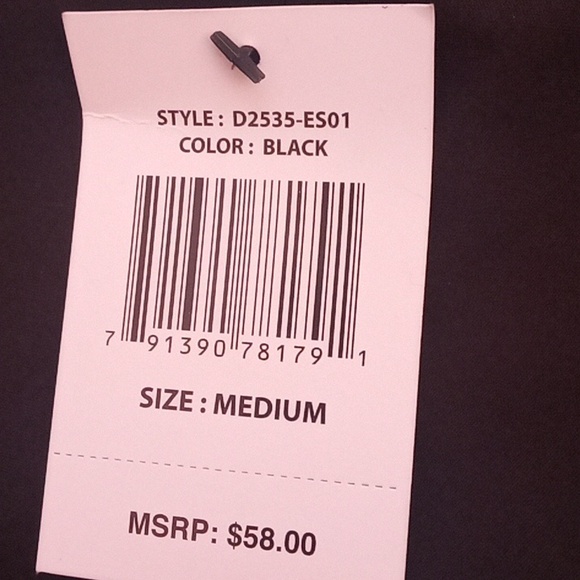 STYLE : D2535-ES01
COLOR : BLACK
7 91390 78179 1
SIZE : MEDIUM
MSRP: $58.00